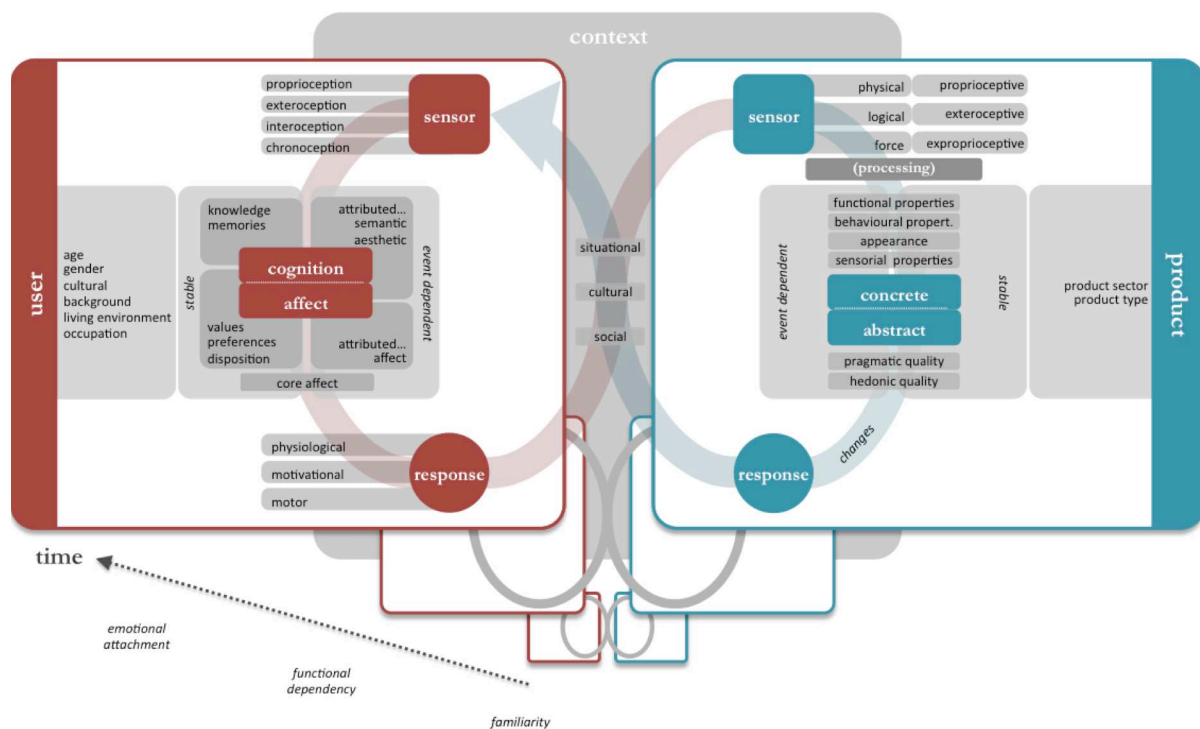 context
user
proprioception
exteroception
interoception
chronoception
sensor
age
gender
cultural
background
living environment
occupation
stable
knowledge
memories
attributed...
semantic
aesthetic
cognition
affect
event dependent
values
preferences
disposition
attributed...
affect
core affect
physiological
motivational
motor
response
situational
cultural
social
sensor
physical
proprioceptive
logical
exteroceptive
force
exproprioceptive
(processing)
event dependent
functional properties
behavioural propert.
appearance
sensorial properties
concrete
abstract
pragmatic quality
hedonic quality
stable
product sector
product type
product
response
changes
time
emotional
attachment
functional
dependency
familiarity